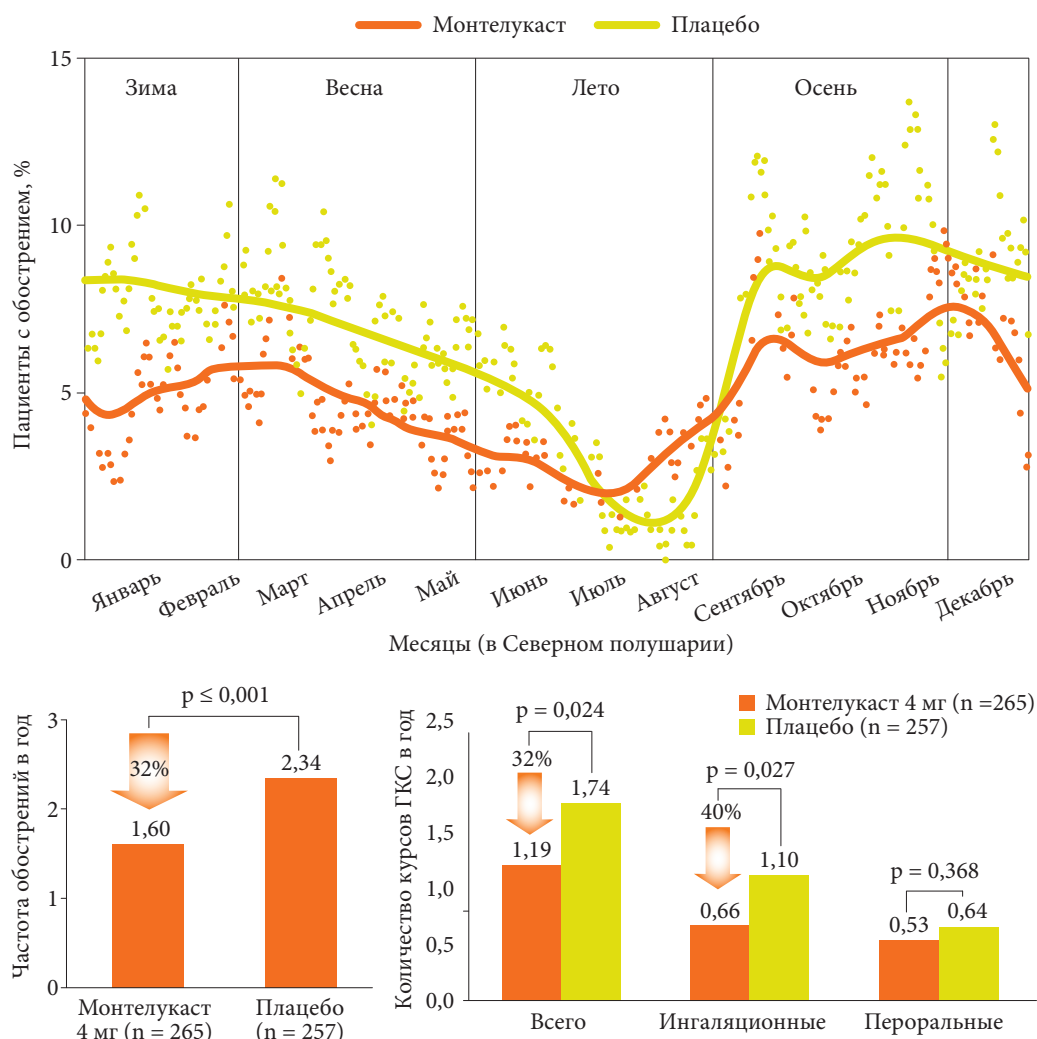 Монтелукаст Плацебо
Пациенты с обострением, %
15
10
5
0
Зима Весна Лето Осень
Январь Февраль Март Апрель Май Июнь Июль Август Сентябрь Октябрь Ноябрь Декабрь
Месяцы (в Северном полушарии)
Частота обострений в год
3
2
1
0
p ≤ 0,001
32%
2,34
1,60
Монтелукаст
4 мг (n = 265)
Плацебо
(n = 257)
Количество курсов ГКС в год
2,5
2,0
1,5
1,0
0,5
0,0
Монтелукаст 4 мг (n =265)
Плацебо (n = 257)
p = 0,024
32%
1,74
1,19
p = 0,027
40%
1,10
0,66
p = 0,368
0,53
0,64
Всего Ингаляционные Пероральные